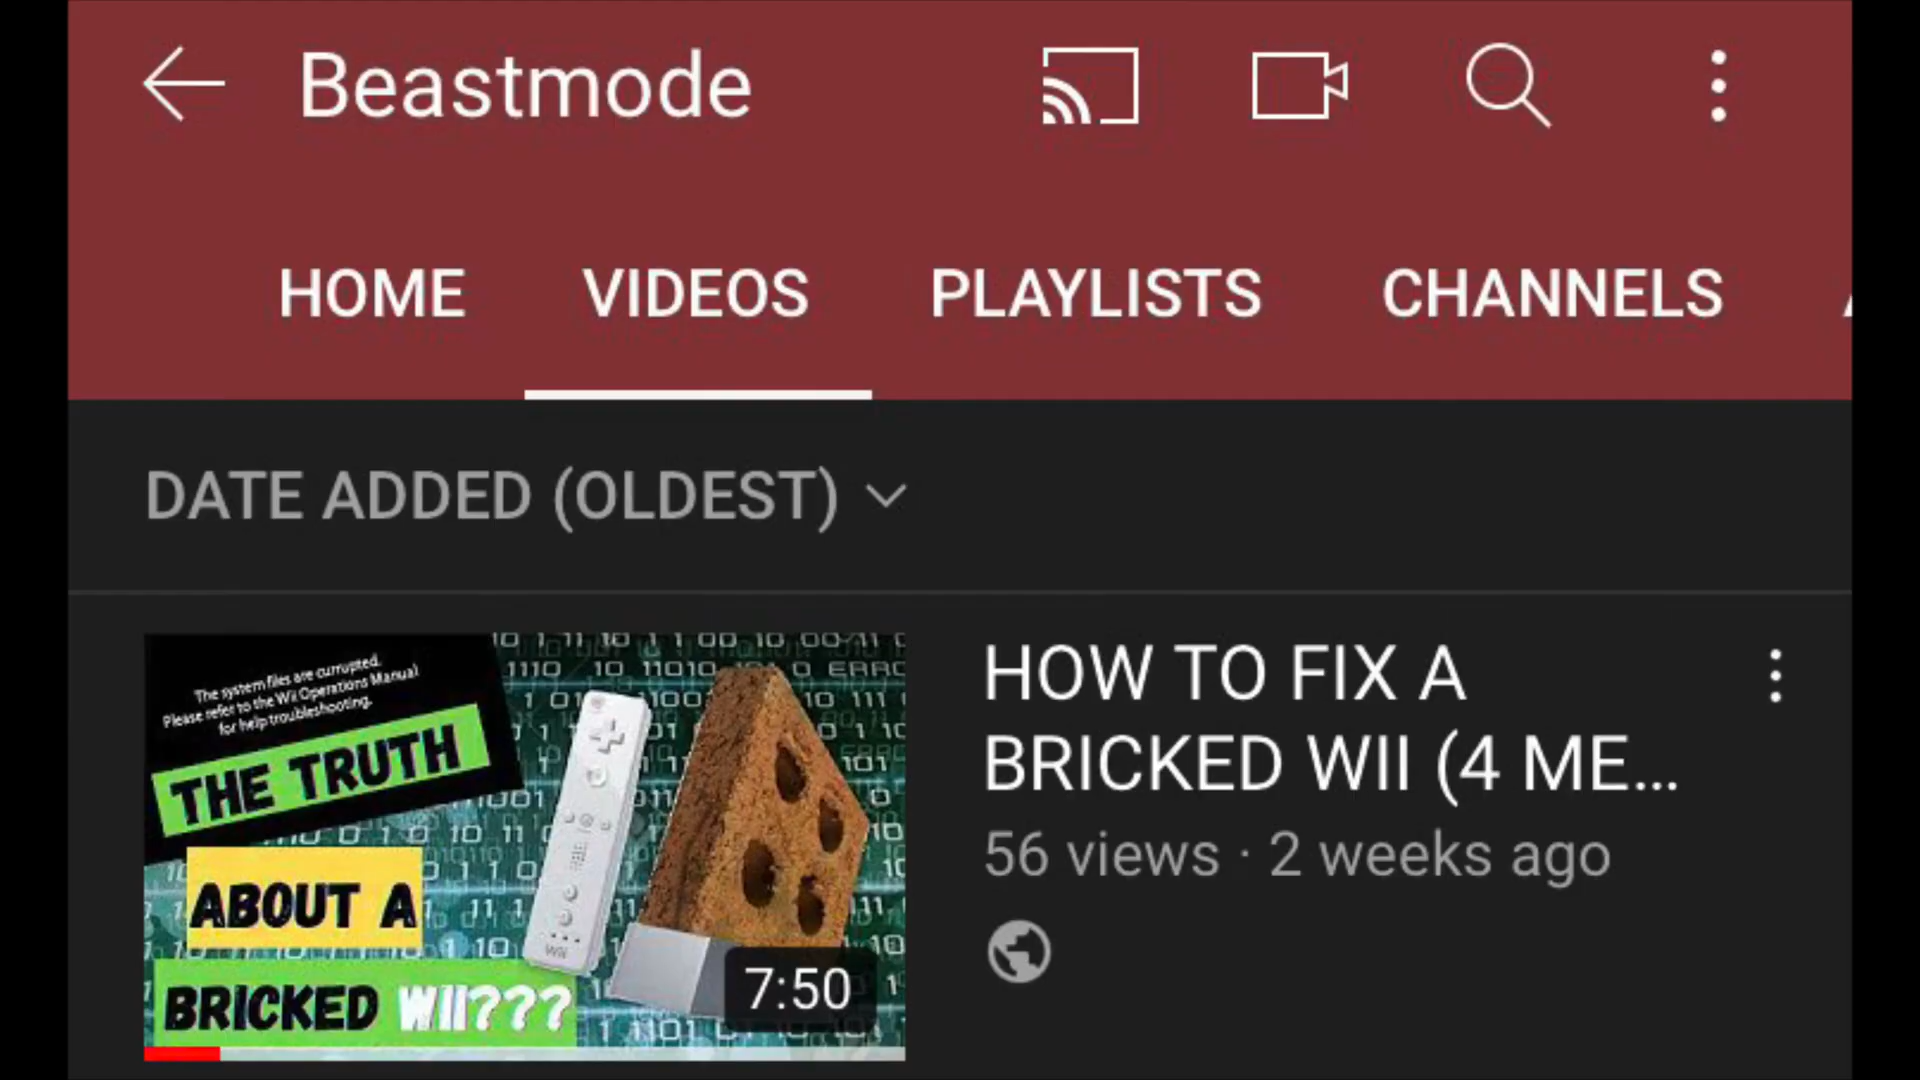 Beastmode
HOME VIDEOS PLAYLISTS CHANNELS
DATE ADDED (OLDEST)
The system files are currupted.
Please refer to the Wii Operations Manual
for help troubleshooting.
THE TRUTH
ABOUT A
BRICKED WII???
Wii
7:50
HOW TO FIX A
BRICKED WII (4 ME...
56 views · 2 weeks ago